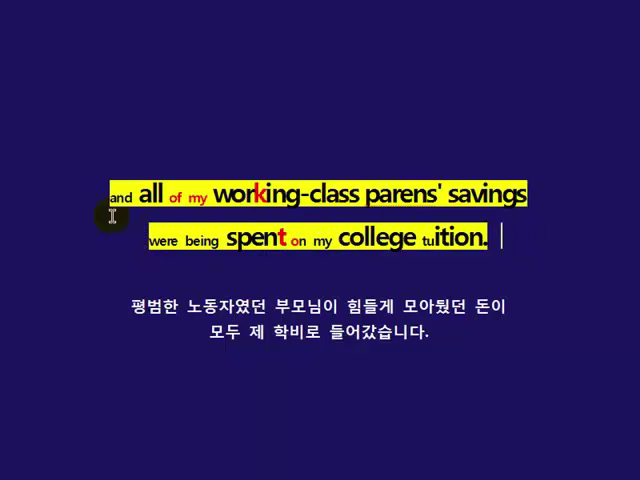 and all of my working-class parens' savings
were being spent on my college tuition.
평범한 노동자였던 부모님이 힘들게 모아뒀던 돈이
모두 제 학비로 들어갔습니다.